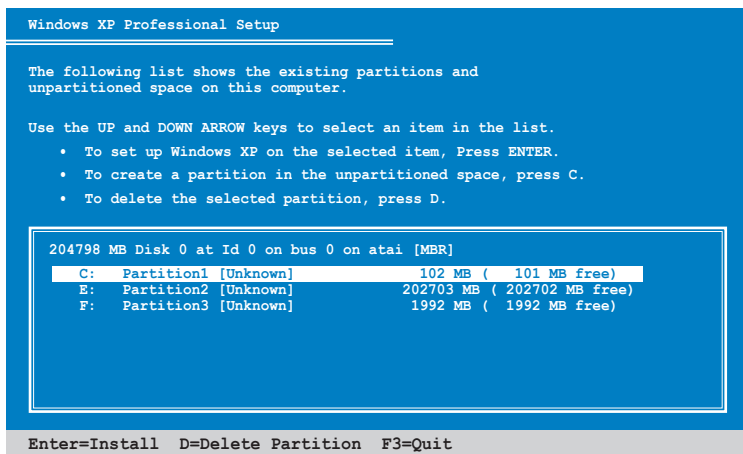 Windows XP Professional Setup
The following list shows the existing partitions and
unpartitioned space on this computer.
Use the UP and DOWN ARROW keys to select an item in the list.
• To set up Windows XP on the selected item, Press ENTER.
• To create a partition in the unpartitioned space, press C.
• To delete the selected partition, press D.
204798 MB Disk 0 at Id 0 on bus 0 on atai [MBR]
C: Partition1 [Unknown] 102 MB ( 101 MB free)
E: Partition2 [Unknown] 202703 MB ( 202702 MB free)
F: Partition3 [Unknown] 1992 MB ( 1992 MB free)
Enter=Install D=Delete Partition F3=Quit